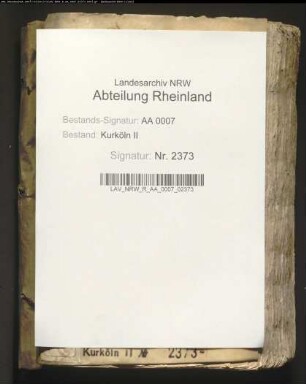 Landesarchiv NRW
Abteilung Rheinland
Bestands-Signatur: AA 0007
Bestand: Kurköln II
Signatur: Nr. 2373
LAV_NRW_R_AA_0007_02373
Kurköln II 2373-